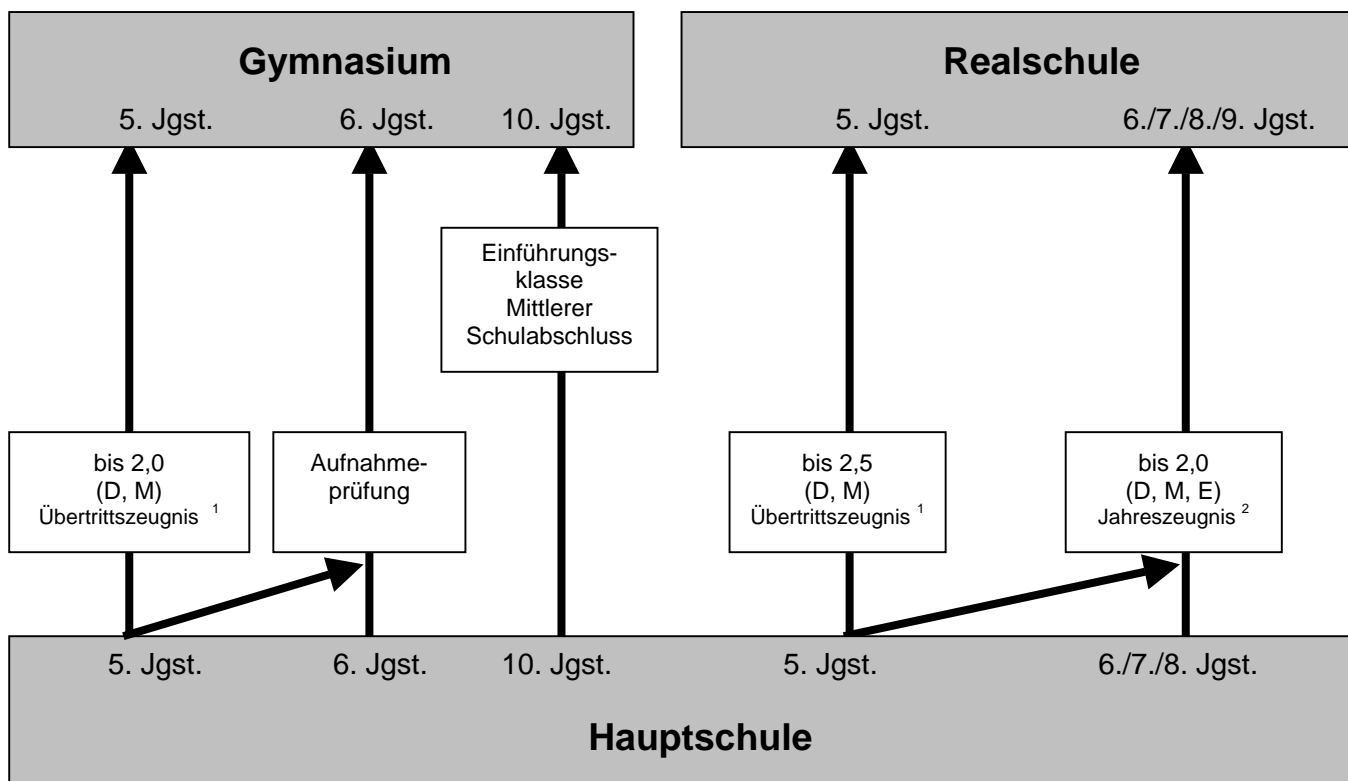 Gymnasium
5. Jgst. 6. Jgst. 10. Jgst.
Realschule
5. Jgst. 6./7./8./9. Jgst.
Einführungs-
klasse
Mittlerer
Schulabschluss
bis 2,0
(D, M)
Übertrittszeugnis 1
Aufnahme-
prüfung
bis 2,5
(D, M)
Übertrittszeugnis 1
bis 2,0
(D, M, E)
Jahreszeugnis 2
5. Jgst. 6. Jgst. 10. Jgst. 5. Jgst. 6./7./8. Jgst.
Hauptschule